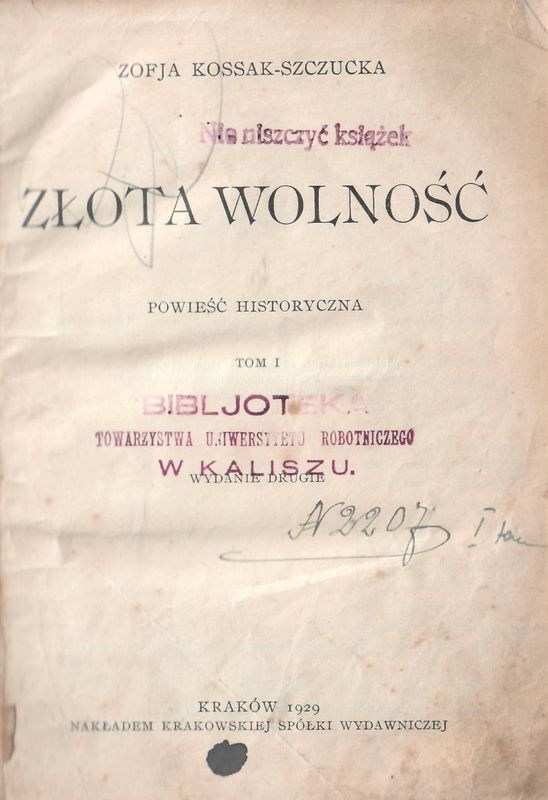 ZOFJA KOSSAK-SZCZUCKA
Nie niszczyć książek
ZŁOTA WOLNOŚĆ
POWIEŚĆ HISTORYCZNA
TOM I
BIBLJOTEKA
TOWARZYSTWA UNIWERSYTETU ROBOTNICZEGO
W KALISZU.
WYDANIE DRUGIE
N 2207 I tom
KRAKÓW 1929
NAKŁADEM KRAKOWSKIEJ SPÓŁKI WYDAWNICZEJ